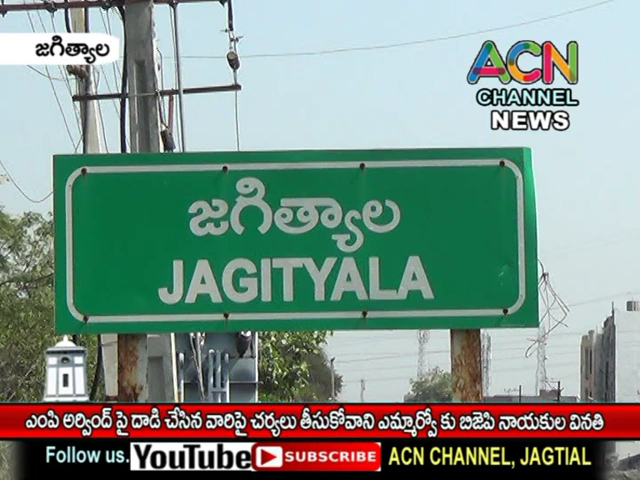 జగిత్యాల
ACN
CHANNEL
NEWS
జగిత్యాల
JAGITYALA
ఎంపి అర్వింద్ పై దాడి చేసిన వారిపై చర్యలు తీసుకోవాని ఎమ్మార్వో కు బిజెపి నాయకుల వినతి
Follow us. YouTube SUBSCRIBE ACN CHANNEL, JAGTIAL